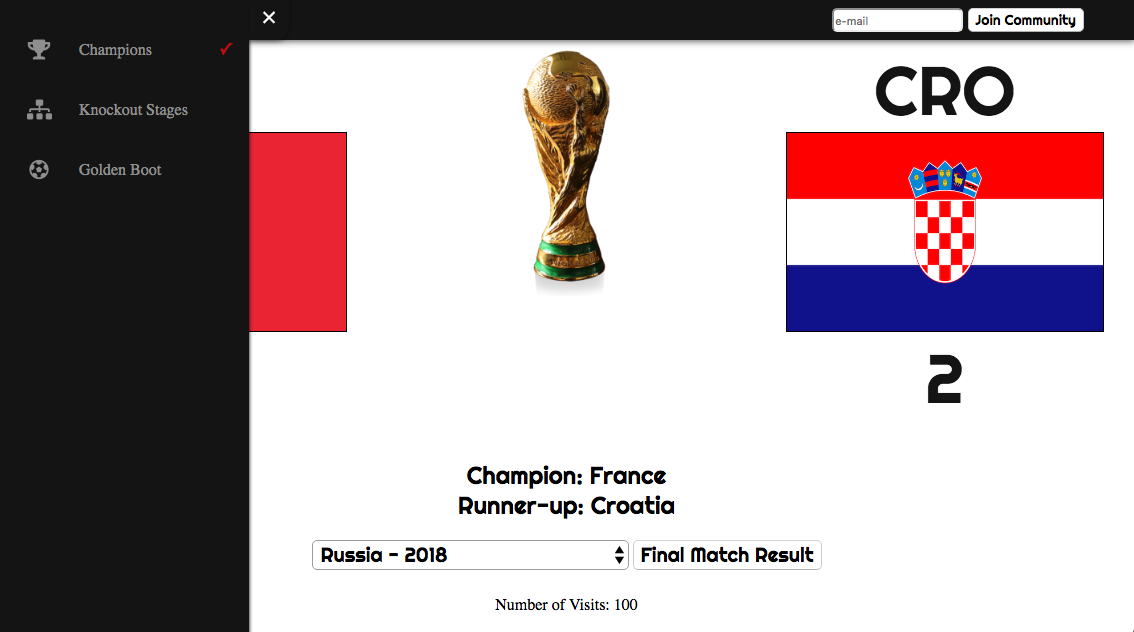 ✕
e-mail
Join Community
Champions ✓
Knockout Stages
Golden Boot
CRO
2
Champion: France
Runner-up: Croatia
Russia - 2018
Final Match Result
Number of Visits: 100